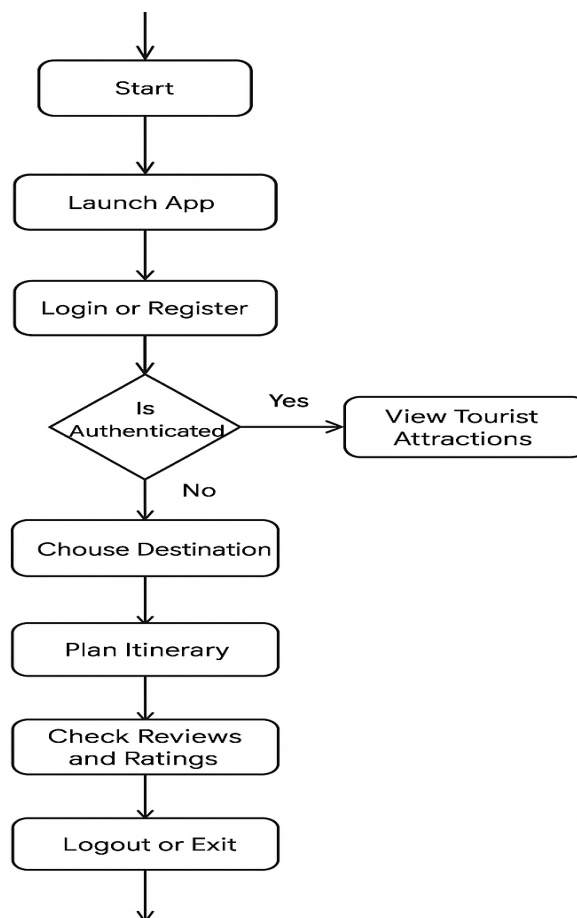 Start
Launch App
Login or Register
Is
Authenticated
Yes
View Tourist
Attractions
No
Chouse Destination
Plan Itinerary
Check Reviews
and Ratings
Logout or Exit